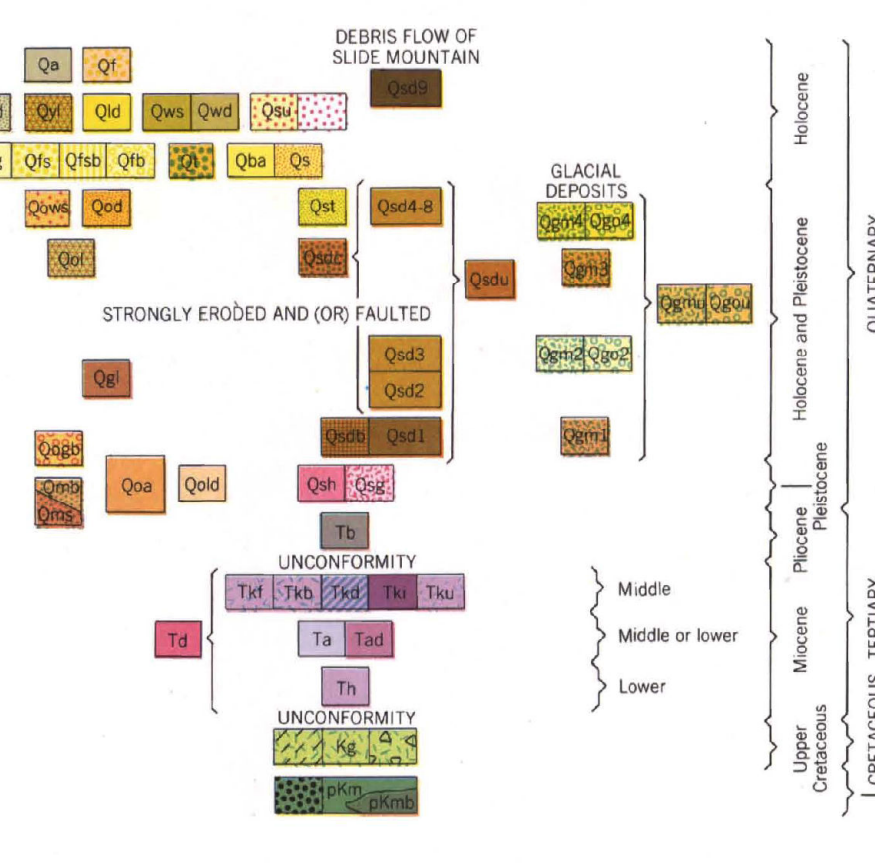 DEBRIS FLOW OF
SLIDE MOUNTAIN
Qa Qf
Qsd9
Qyl Qld Qws Qwd Qsu
Qfs Qfsb Qfb Qt Qba Qs
GLACIAL
DEPOSITS
Qows Qod Qst Qsd4-8 Qgm4 Qgo4
Qol Qsdc Qsdu Qgm3
Qgmu Qgou
STRONGLY ERODED AND (OR) FAULTED
Qsd3 Qgm2 Qgo2
Qgl Qsd2
Qogb Qsdb Qsd1 Qgm1
Qmb Qoa Qold Qsh Qsg
Qms
Tb
UNCONFORMITY
Tkf Tkb Tkd Tki Tku Middle
Td Ta Tad Middle or lower
Th Lower
UNCONFORMITY
Kg
pKm
pKmb
Holocene
Holocene and Pleistocene
Pleistocene
Pliocene
Miocene
Upper
Cretaceous
QUATERNARY
TERTIARY
CRETACEOUS